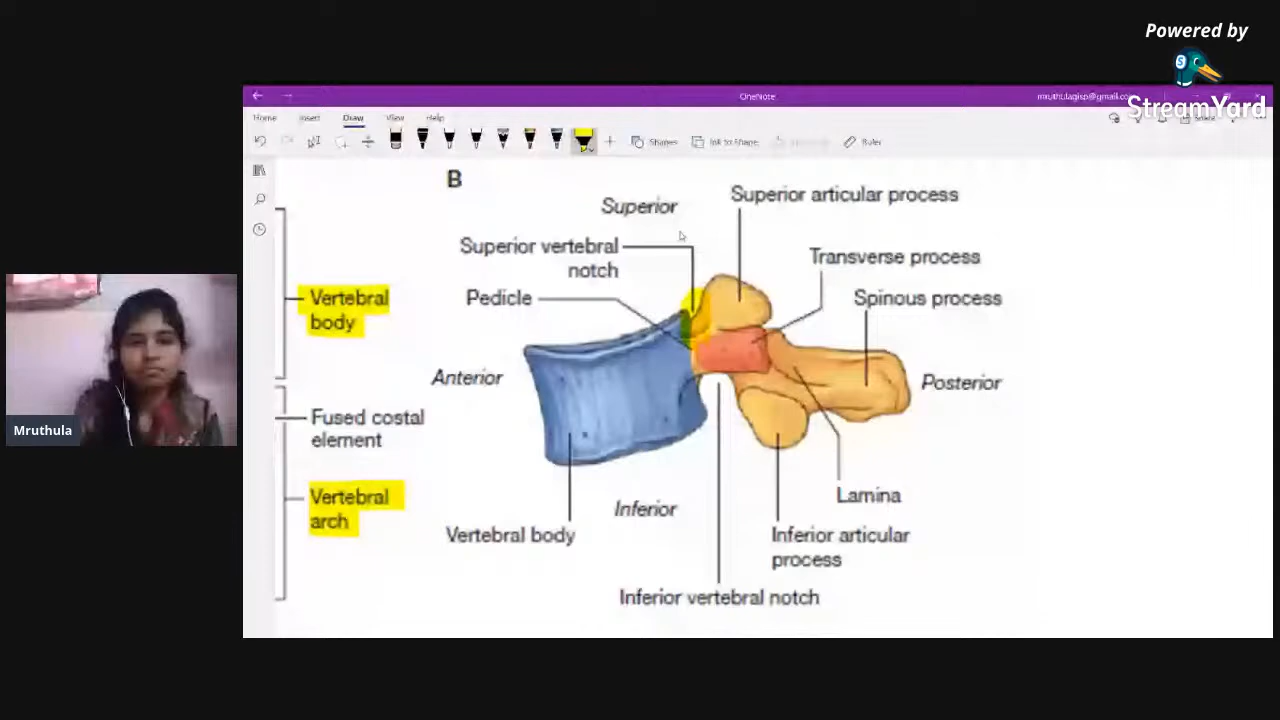 Powered by
StreamYard
OneNote
Home Insert Draw View Help
Shapes Ink to Shape Ruler
B
Superior
Superior articular process
Superior vertebral
notch
Transverse process
Pedicle
Spinous process
Vertebral
body
Anterior
Posterior
Fused costal
element
Vertebral
arch
Lamina
Inferior
Vertebral body
Inferior articular
process
Inferior vertebral notch
Mruthula